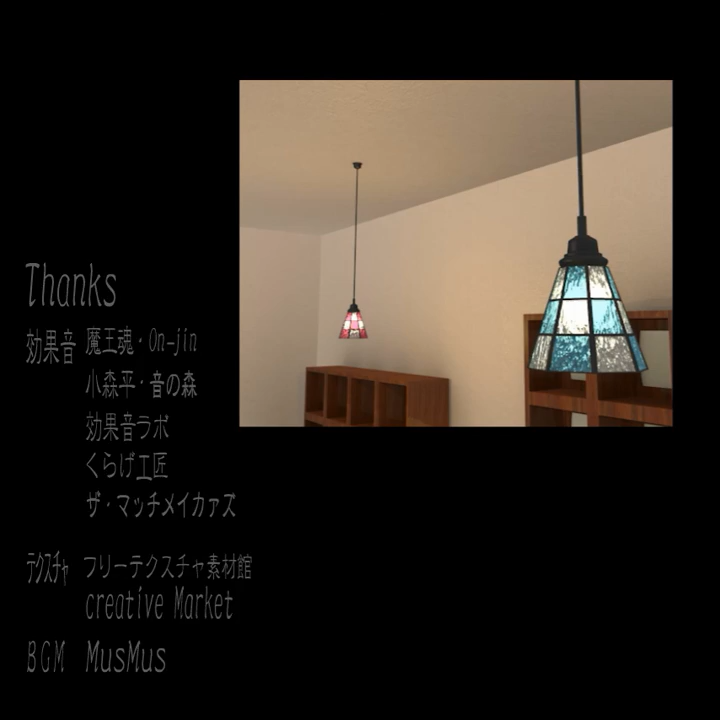 Thanks
効果音 魔王魂・On-jin
小森平・音の森
効果音ラボ
くらげ工匠
ザ・マッチメイカァズ
テクスチャ フリーテクスチャ素材館
creative Market
BGM MusMus